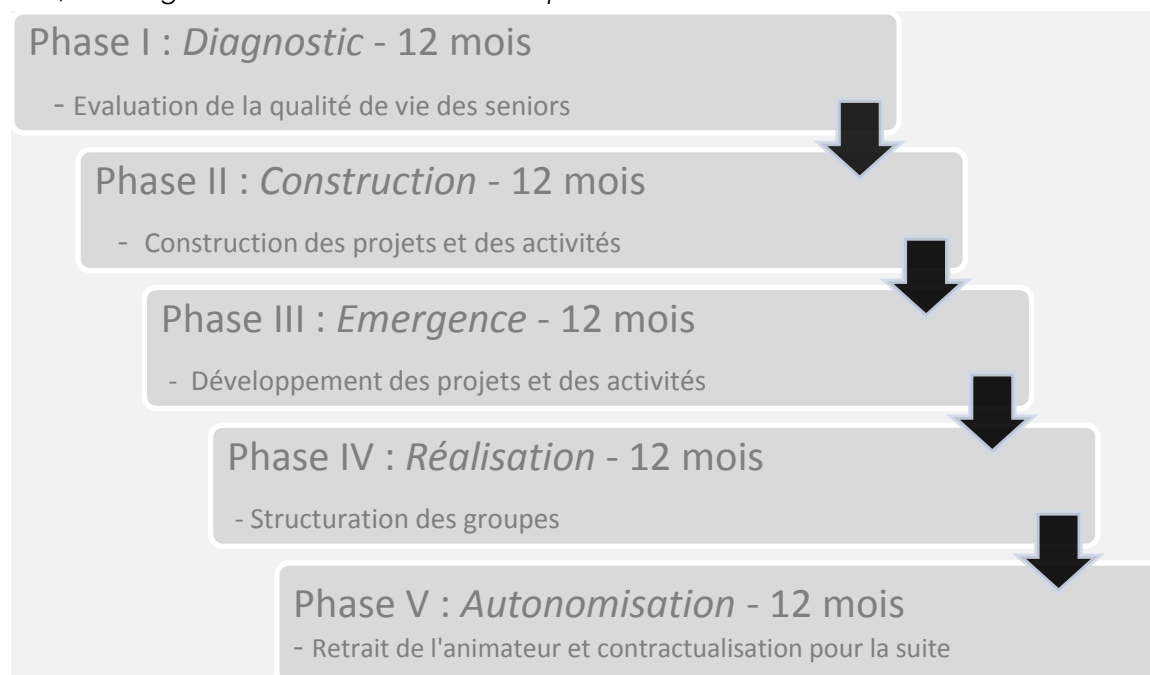 Phase I : Diagnostic - 12 mois
- Evaluation de la qualité de vie des seniors
Phase II : Construction - 12 mois
- Construction des projets et des activités
Phase III : Emergence - 12 mois
- Développement des projets et des activités
Phase IV : Réalisation - 12 mois
- Structuration des groupes
Phase V : Autonomisation - 12 mois
- Retrait de l'animateur et contractualisation pour la suite